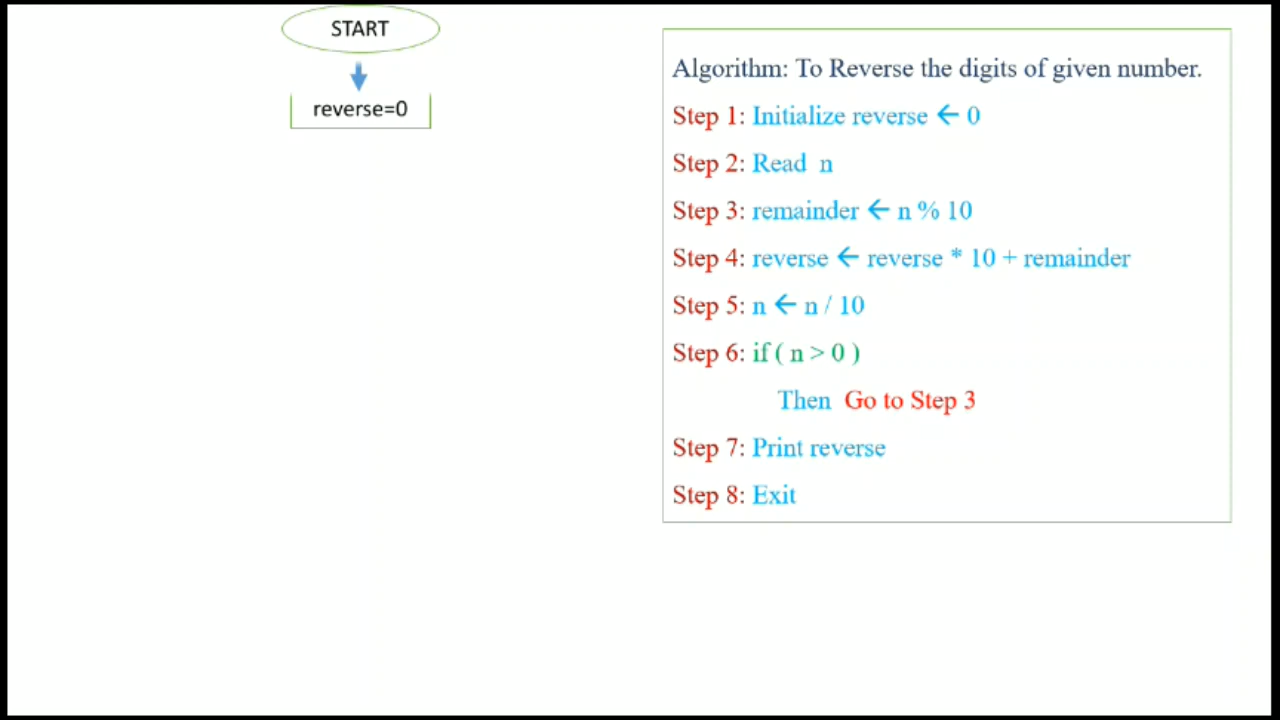 START
reverse=0
Algorithm: To Reverse the digits of given number.
Step 1: Initialize reverse ← 0
Step 2: Read n
Step 3: remainder ← n % 10
Step 4: reverse ← reverse * 10 + remainder
Step 5: n ← n / 10
Step 6: if ( n > 0 )
Then Go to Step 3
Step 7: Print reverse
Step 8: Exit